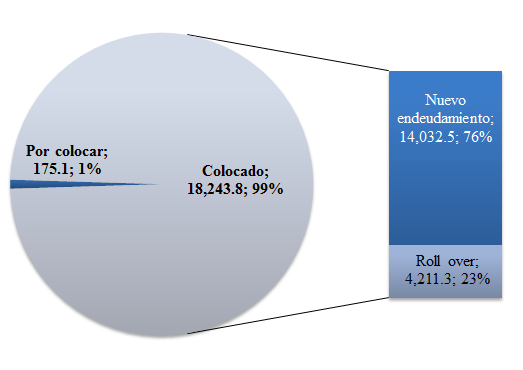 Por colocar;
175.1; 1%
Colocado;
18,243.8; 99%
Nuevo
endeudamiento;
14,032.5; 76%
Roll over;
4,211.3; 23%